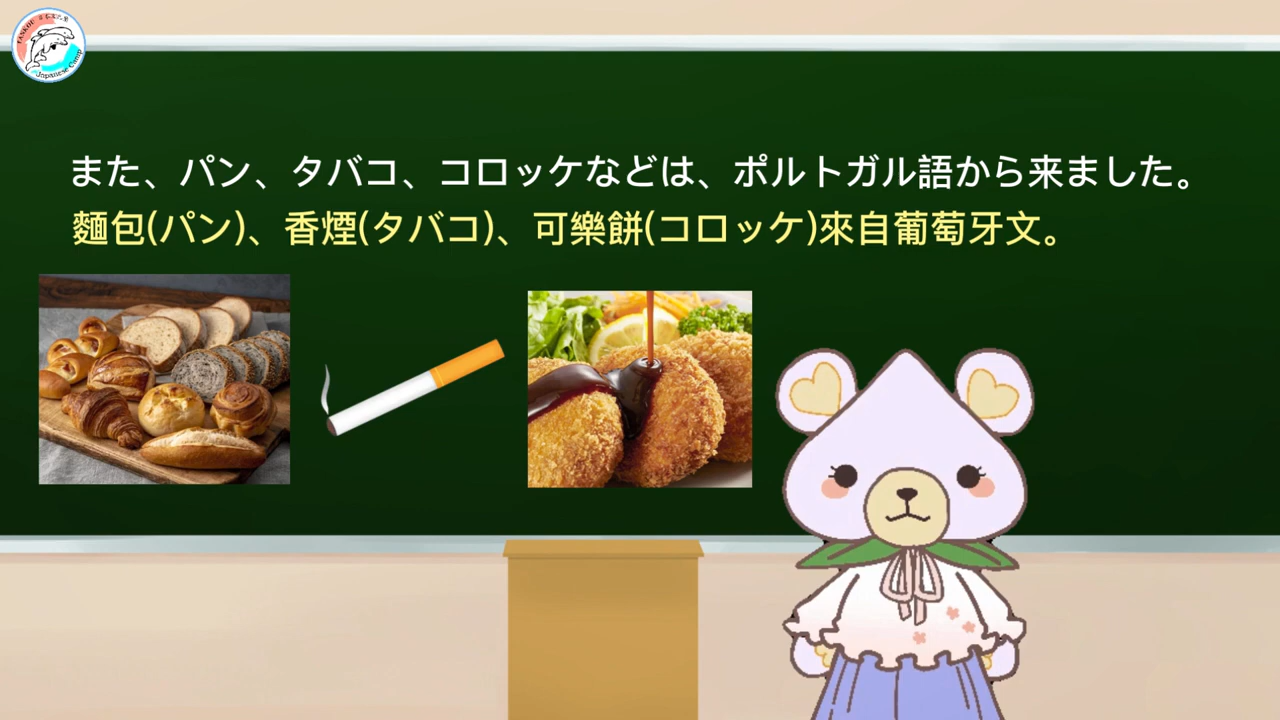 また、パン、タバコ、コロッケなどは、ポルトガル語から来ました。
麵包(パン)、香煙(タバコ)、可樂餅(コロッケ)來自葡萄牙文。
Japanese Camp